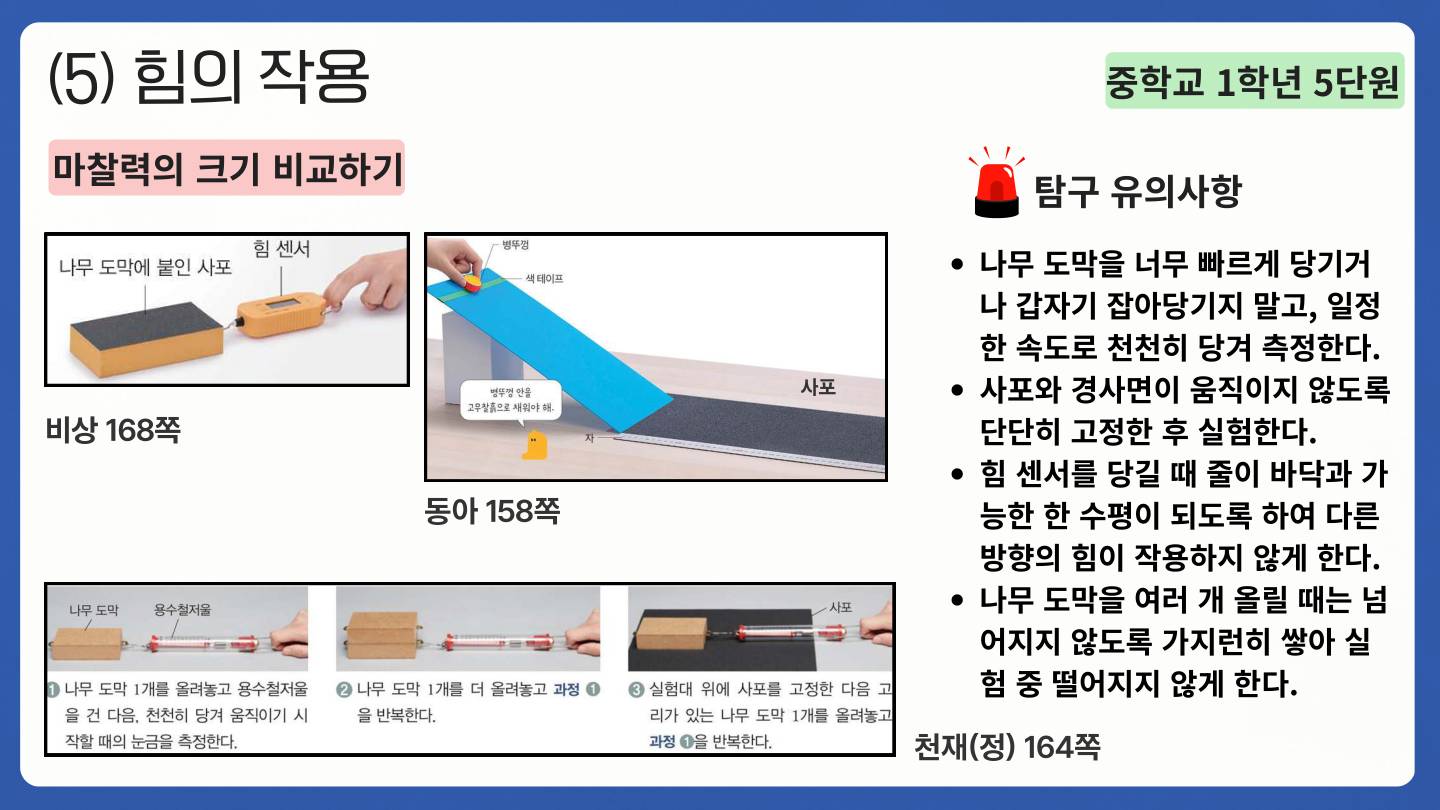 (5) 힘의 작용
중학교 1학년 5단원
마찰력의 크기 비교하기
힘 센서
나무 도막에 붙인 사포
비상 168쪽
병뚜껑
색 테이프
사포
병뚜껑 안을
고무찰흙으로 채워야 해.
자
동아 158쪽
나무 도막
용수철저울
1 나무 도막 1개를 올려놓고 용수철저울
을 건 다음, 천천히 당겨 움직이기 시
작할 때의 눈금을 측정한다.
2 나무 도막 1개를 더 올려놓고 과정 1
을 반복한다.
사포
3 실험대 위에 사포를 고정한 다음 고
리가 있는 나무 도막 1개를 올려놓고
과정 1을 반복한다.
천재(정) 164쪽
탐구 유의사항
• 나무 도막을 너무 빠르게 당기거
나 갑자기 잡아당기지 말고, 일정
한 속도로 천천히 당겨 측정한다.
• 사포와 경사면이 움직이지 않도록
단단히 고정한 후 실험한다.
• 힘 센서를 당길 때 줄이 바닥과 가
능한 한 수평이 되도록 하여 다른
방향의 힘이 작용하지 않게 한다.
• 나무 도막을 여러 개 올릴 때는 넘
어지지 않도록 가지런히 쌓아 실
험 중 떨어지지 않게 한다.